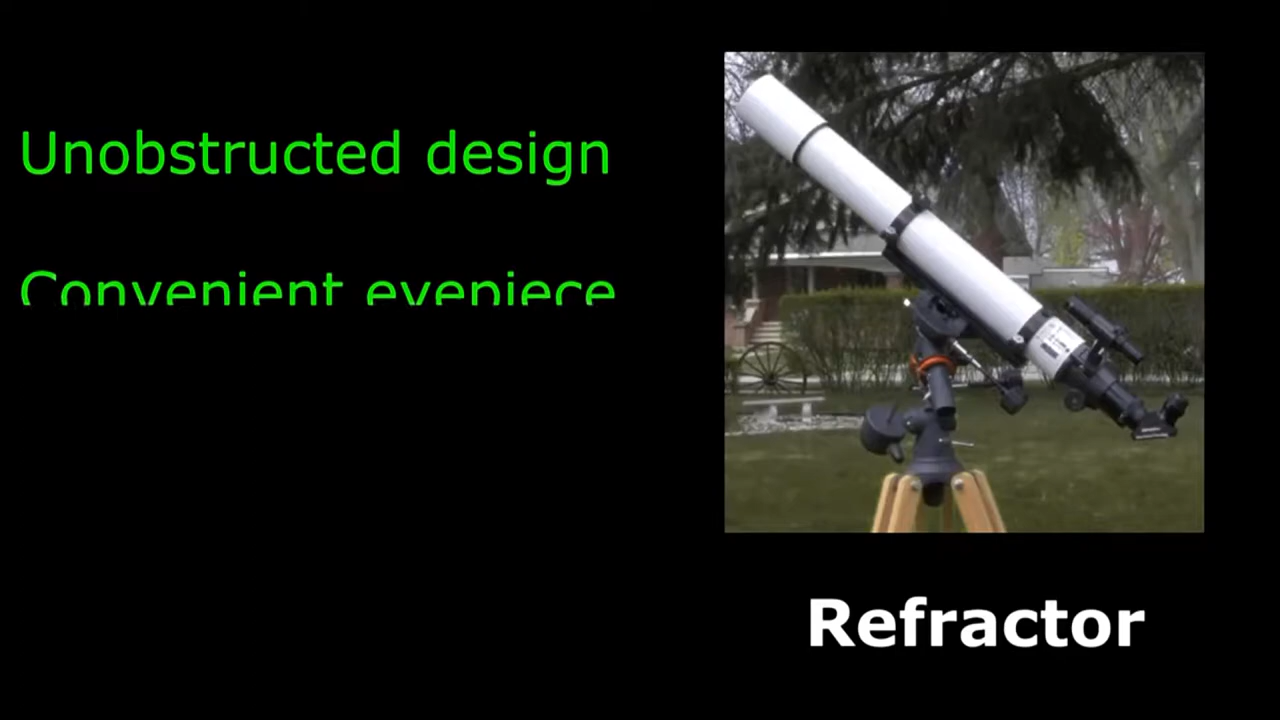 Unobstructed design
Convenient eyepiece
Refractor